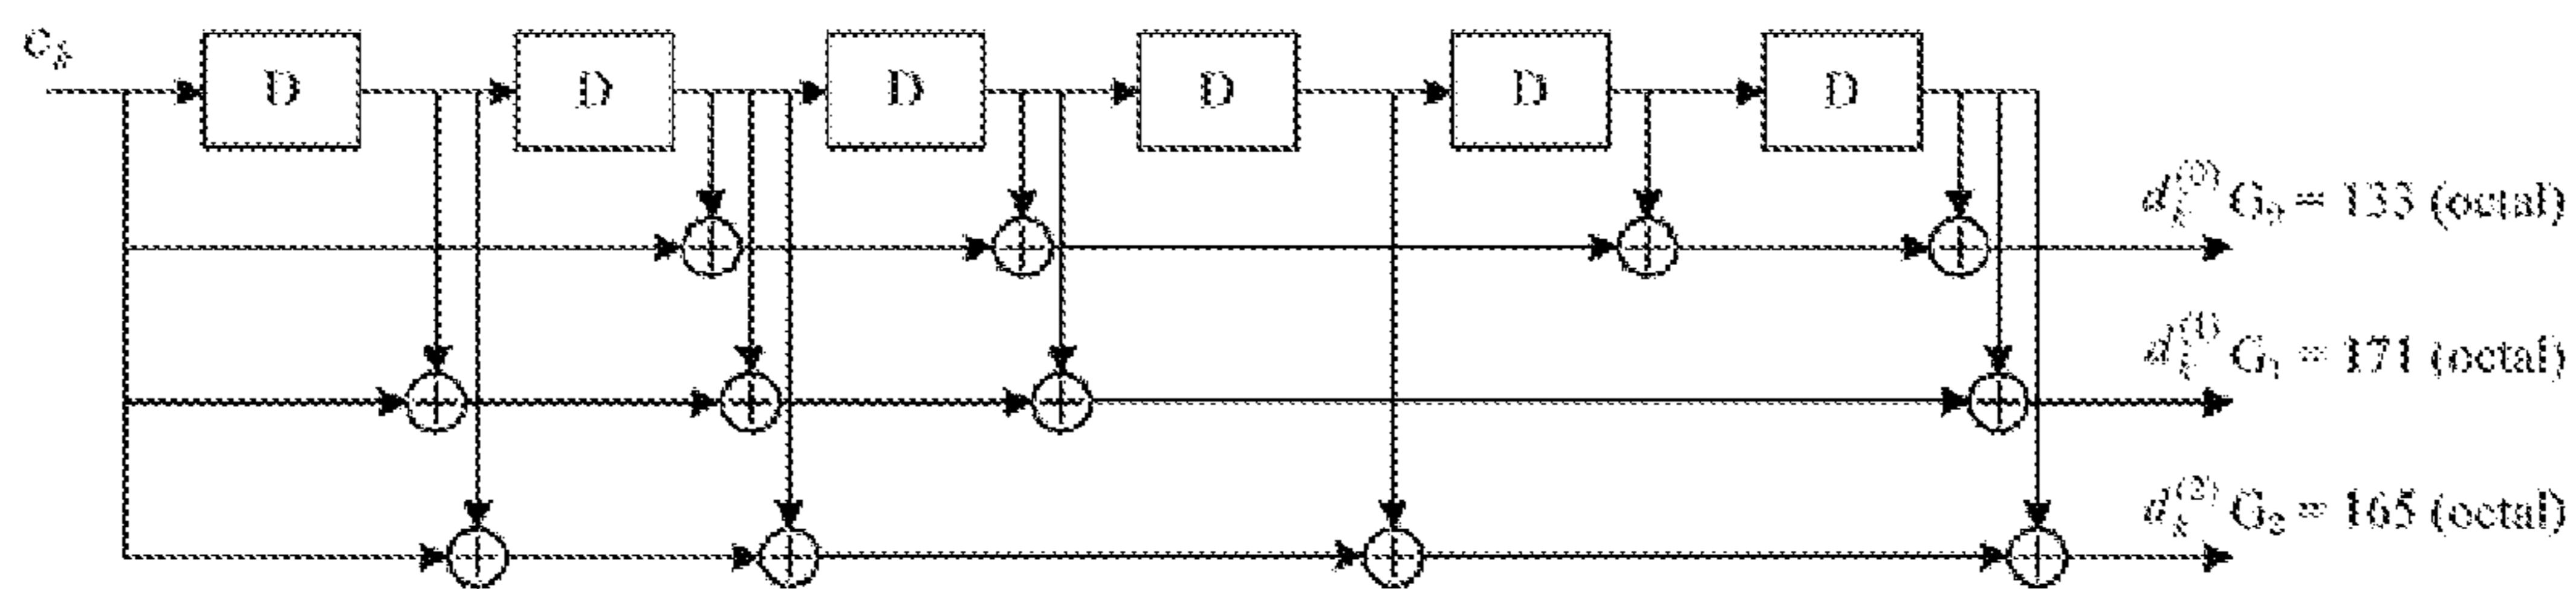 c_k
D D D D D D
d_k^{(0)} G_0 = 133 (octal)
d_k^{(1)} G_1 = 171 (octal)
d_k^{(2)} G_2 = 165 (octal)